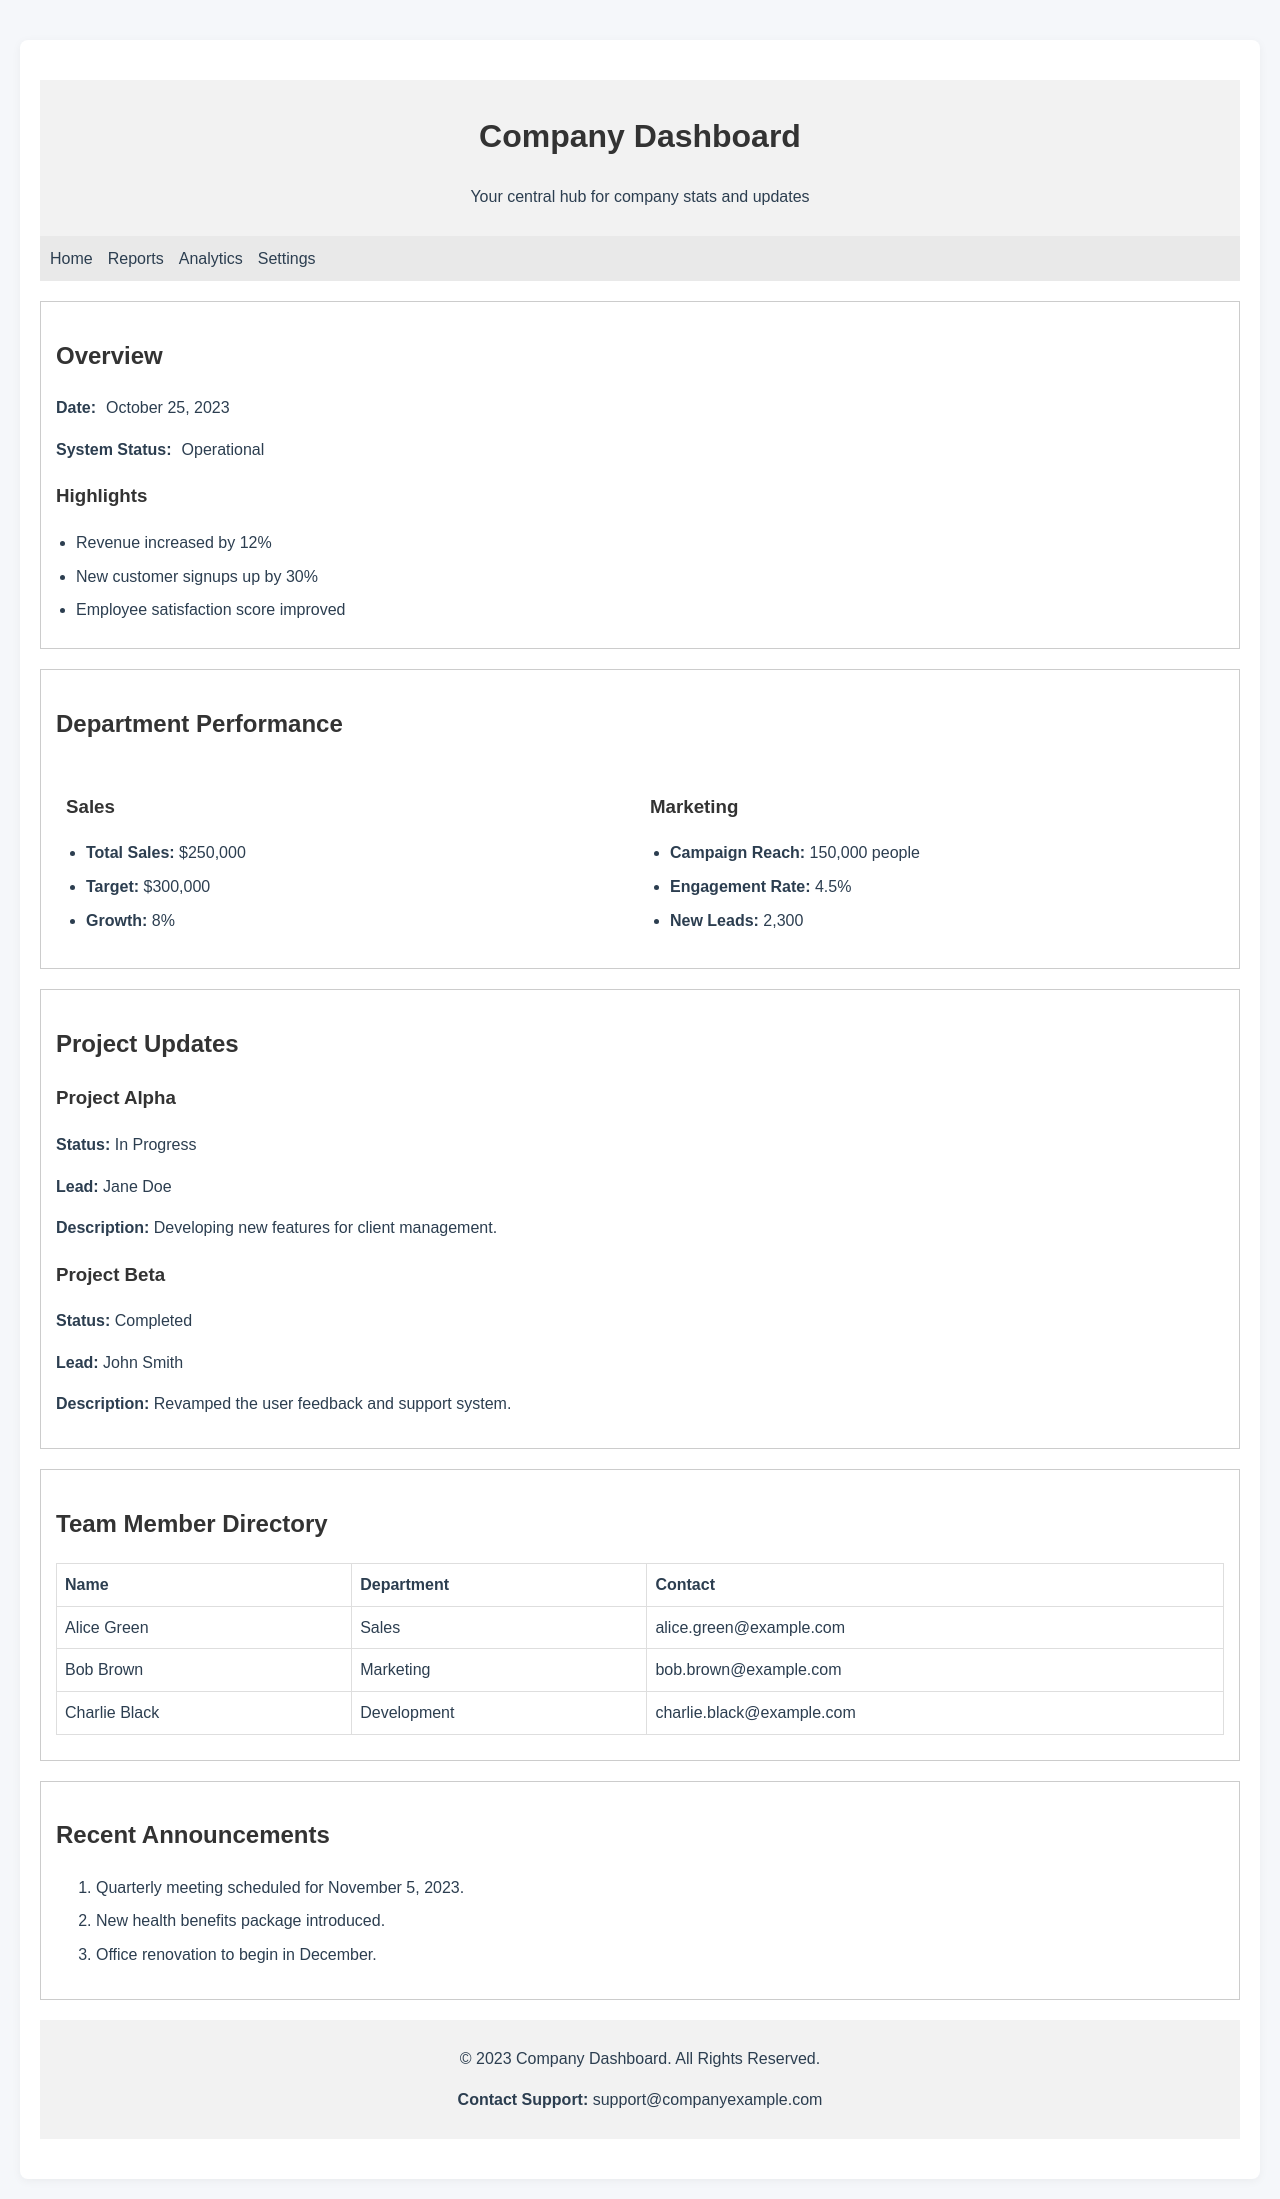 Company Dashboard
Your central hub for company stats and updates
Home Reports Analytics Settings
Overview
Date: October 25, 2023
System Status: Operational
Highlights
• Revenue increased by 12%
• New customer signups up by 30%
• Employee satisfaction score improved
Department Performance
Sales
• Total Sales: $250,000
• Target: $300,000
• Growth: 8%
Marketing
• Campaign Reach: 150,000 people
• Engagement Rate: 4.5%
• New Leads: 2,300
Project Updates
Project Alpha
Status: In Progress
Lead: Jane Doe
Description: Developing new features for client management.
Project Beta
Status: Completed
Lead: John Smith
Description: Revamped the user feedback and support system.
Team Member Directory
Name Department Contact
Alice Green Sales alice.green@example.com
Bob Brown Marketing bob.brown@example.com
Charlie Black Development charlie.black@example.com
Recent Announcements
1. Quarterly meeting scheduled for November 5, 2023.
2. New health benefits package introduced.
3. Office renovation to begin in December.
© 2023 Company Dashboard. All Rights Reserved.
Contact Support: support@companyexample.com